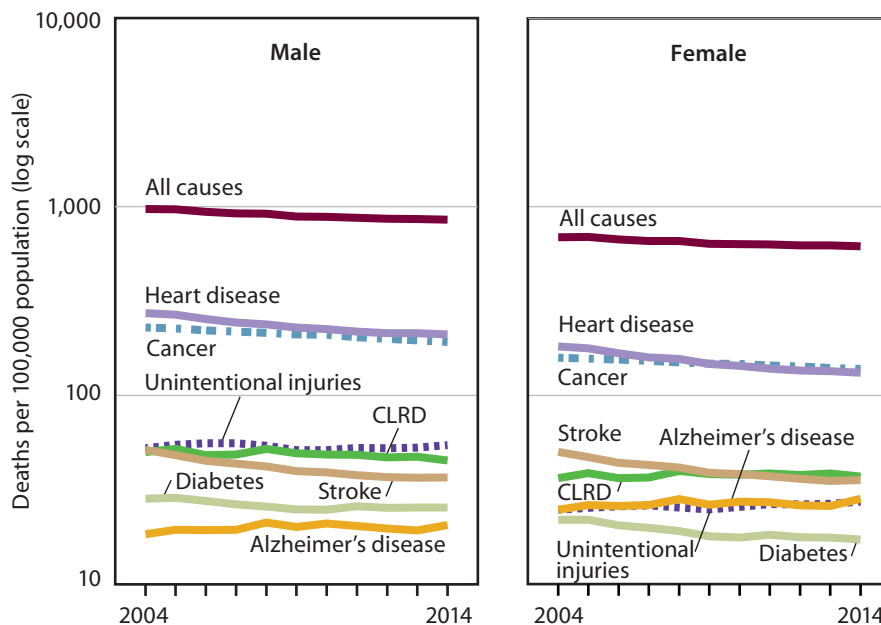 Deaths per 100,000 population (log scale)
10,000
1,000
100
10
Male
All causes
Heart disease
Cancer
Unintentional injuries
CLRD
Diabetes
Stroke
Alzheimer's disease
2004
2014
Female
All causes
Heart disease
Cancer
Stroke
Alzheimer's disease
CLRD
Unintentional
injuries
Diabetes
2004
2014